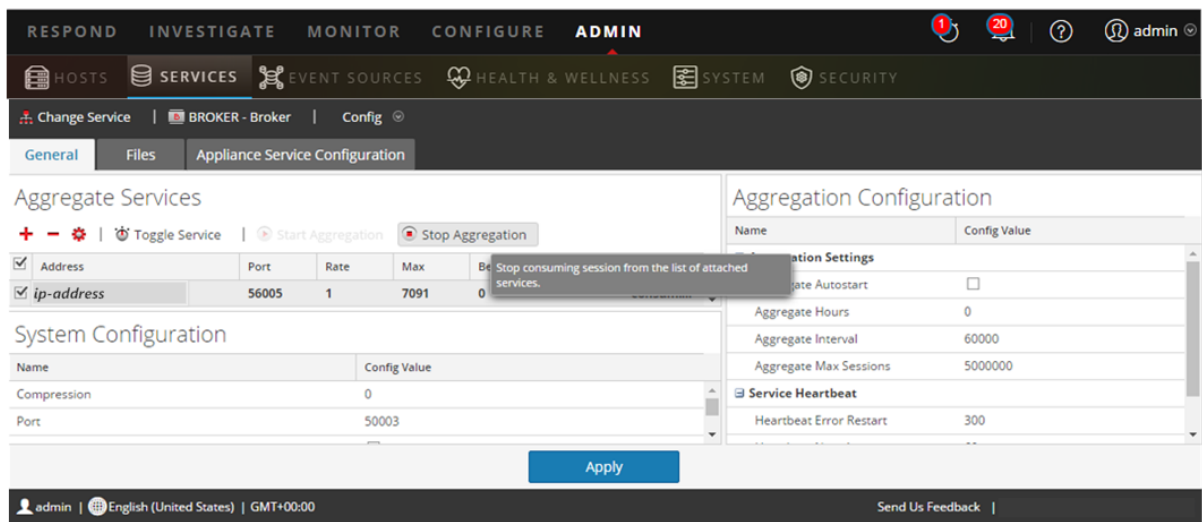 RESPOND INVESTIGATE MONITOR CONFIGURE ADMIN 1 20 ? admin
HOSTS SERVICES EVENT SOURCES HEALTH & WELLNESS SYSTEM SECURITY
Change Service | BROKER - Broker | Config
General Files Appliance Service Configuration
Aggregate Services
Toggle Service | Start Aggregation Stop Aggregation
Address Port Rate Max
Stop consuming session from the list of attached
services.
ip-address 56005 1 7091 0
System Configuration
Name Config Value
Compression 0
Port 50003
Aggregation Configuration
Name Config Value
Settings
Autostart
Aggregate Hours 0
Aggregate Interval 60000
Aggregate Max Sessions 5000000
Service Heartbeat
Heartbeat Error Restart 300
Apply
admin | English (United States) | GMT+00:00 Send Us Feedback |